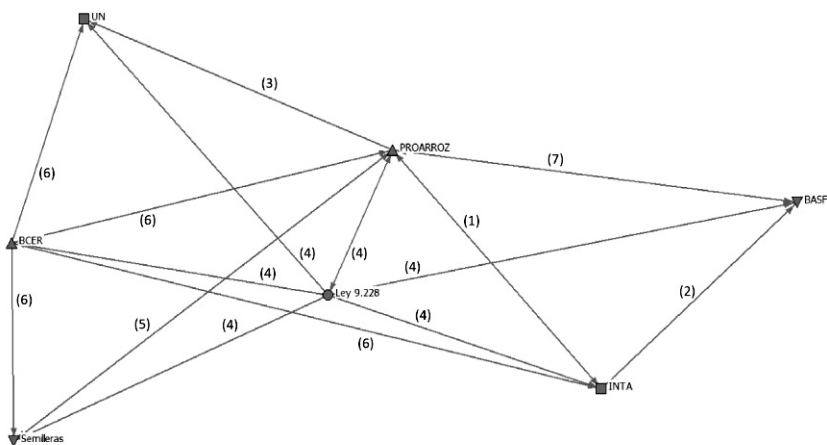 UN
(3)
PROARROZ
(7)
(6)
BASF
(6)
(1)
BCER
(4)
(4)
(4)
(4)
(6)
Ley 9.228
(2)
(5)
(4)
(4)
(6)
INTA
Semilleras